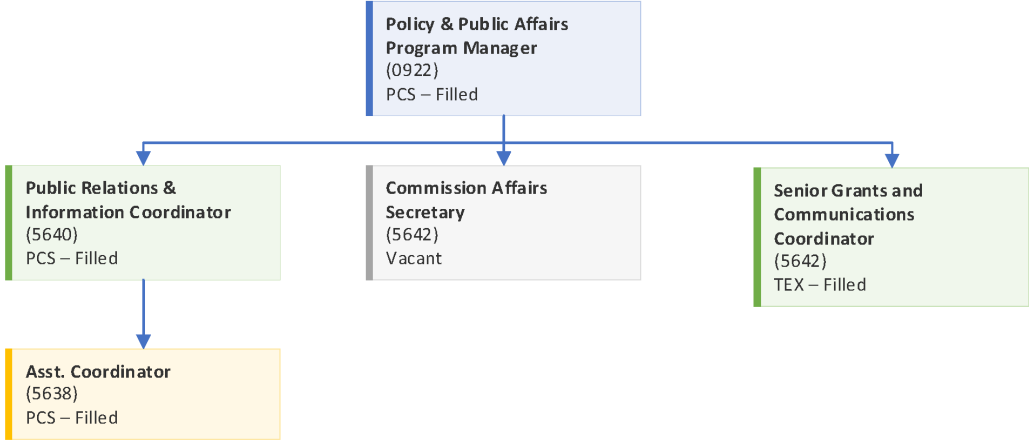 Policy & Public Affairs
Program Manager
(0922)
PCS – Filled
Public Relations &
Information Coordinator
(5640)
PCS – Filled
Commission Affairs
Secretary
(5642)
Vacant
Senior Grants and
Communications
Coordinator
(5642)
TEX – Filled
Asst. Coordinator
(5638)
PCS – Filled